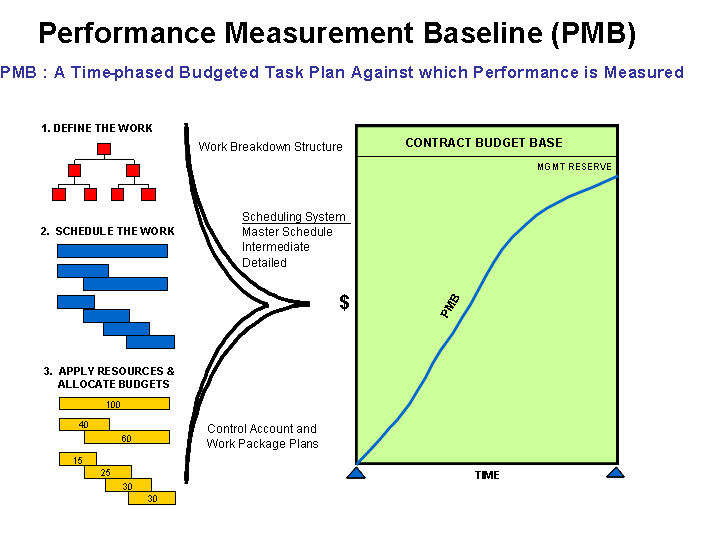 Performance Measurement Baseline (PMB)
PMB : A Time-phased Budgeted Task Plan Against which Performance is Measured
1. DEFINE THE WORK
Work Breakdown Structure
2. SCHEDULE THE WORK
Scheduling System
Master Schedule
Intermediate
Detailed
3. APPLY RESOURCES &
ALLOCATE BUDGETS
100
40
60
15
25
30
30
Control Account and
Work Package Plans
$
CONTRACT BUDGET BASE
MGMT RESERVE
PMB
TIME